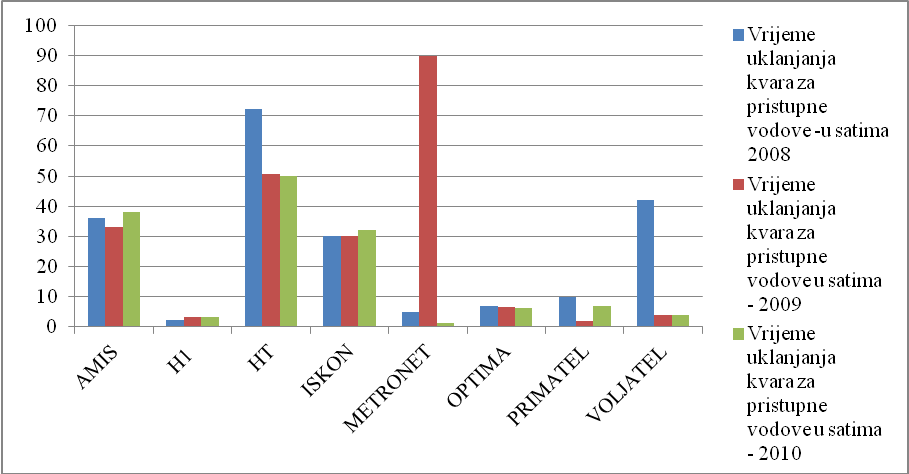 100
90
80
70
60
50
40
30
20
10
0
AMIS
H1
HT
ISKON
METRONET
OPTIMA
PRIMATEL
VOLJATEL
Vrijeme
uklanjanja
kvara za
pristupne
vodove -u satima
2008
Vrijeme
uklanjanja
kvara za
pristupne
vodove u satima
- 2009
Vrijeme
uklanjanja
kvara za
pristupne
vodove u satima
- 2010